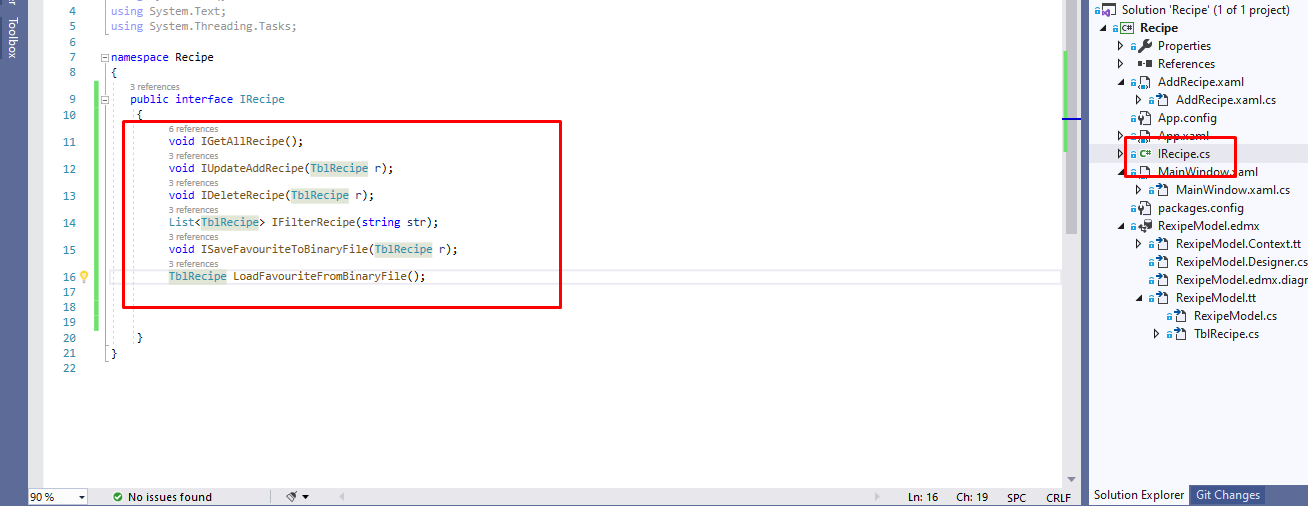 Toolbox
4 using System.Text;
5 using System.Threading.Tasks;
6
7 namespace Recipe
8 {
3 references
9 public interface IRecipe
10 {
6 references
11 void IGetAllRecipe();
3 references
12 void IUpdateAddRecipe(TblRecipe r);
3 references
13 void IDeleteRecipe(TblRecipe r);
3 references
14 List<TblRecipe> IFilterRecipe(string str);
3 references
15 void ISaveFavouriteToBinaryFile(TblRecipe r);
3 references
16 TblRecipe LoadFavouriteFromBinaryFile();
17
18
19
20 }
21 }
22
90 % No issues found Ln: 16 Ch: 19 SPC CRLF
Solution 'Recipe' (1 of 1 project)
C# Recipe
Properties
References
AddRecipe.xaml
AddRecipe.xaml.cs
App.config
App.xaml
C# IRecipe.cs
MainWindow.xaml
MainWindow.xaml.cs
packages.config
RexipeModel.edmx
RexipeModel.Context.tt
RexipeModel.Designer.cs
RexipeModel.edmx.diagr
RexipeModel.tt
RexipeModel.cs
TblRecipe.cs
Solution Explorer Git Changes